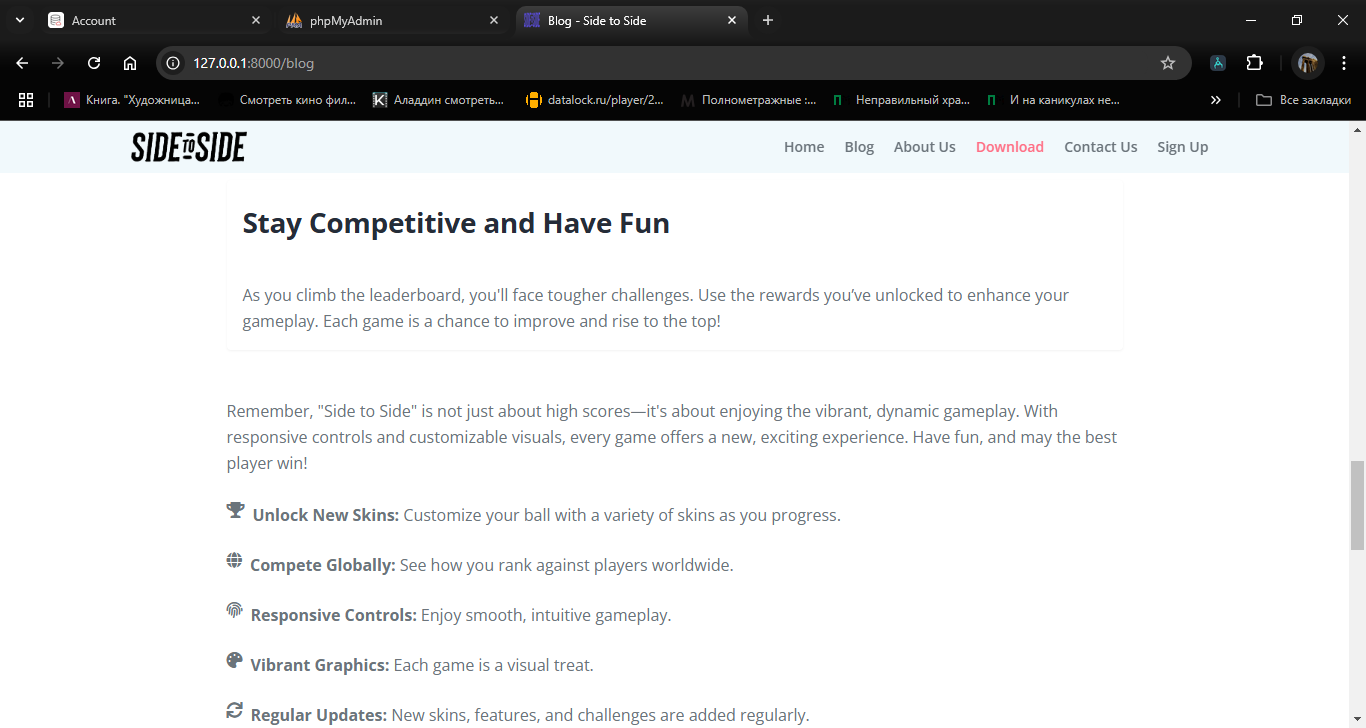 Account
phpMyAdmin
Blog - Side to Side
127.0.0.1:8000/blog
Книга. "Художница...
Смотреть кино фил...
Аладдин смотреть...
datalock.ru/player/2...
Полнометражные :...
Неправильный хра...
И на каникулах не...
Все закладки
SIDE TO SIDE
Home
Blog
About Us
Download
Contact Us
Sign Up
Stay Competitive and Have Fun
As you climb the leaderboard, you'll face tougher challenges. Use the rewards you’ve unlocked to enhance your
gameplay. Each game is a chance to improve and rise to the top!
Remember, "Side to Side" is not just about high scores—it's about enjoying the vibrant, dynamic gameplay. With
responsive controls and customizable visuals, every game offers a new, exciting experience. Have fun, and may the best
player win!
Unlock New Skins: Customize your ball with a variety of skins as you progress.
Compete Globally: See how you rank against players worldwide.
Responsive Controls: Enjoy smooth, intuitive gameplay.
Vibrant Graphics: Each game is a visual treat.
Regular Updates: New skins, features, and challenges are added regularly.